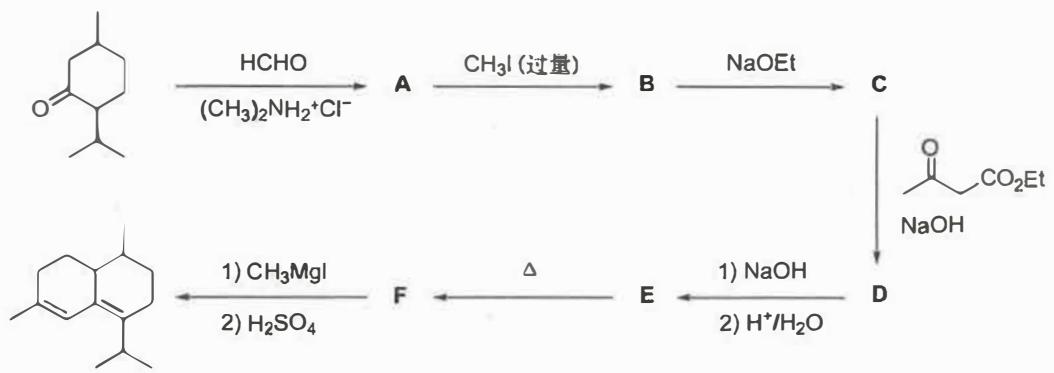 HCHO
(CH₃)₂NH₂⁺Cl⁻
A
CH₃I (过量)
B
NaOEt
C
O
O
CO₂Et
NaOH
D
1) NaOH
2) H⁺/H₂O
E
Δ
F
1) CH₃MgI
2) H₂SO₄